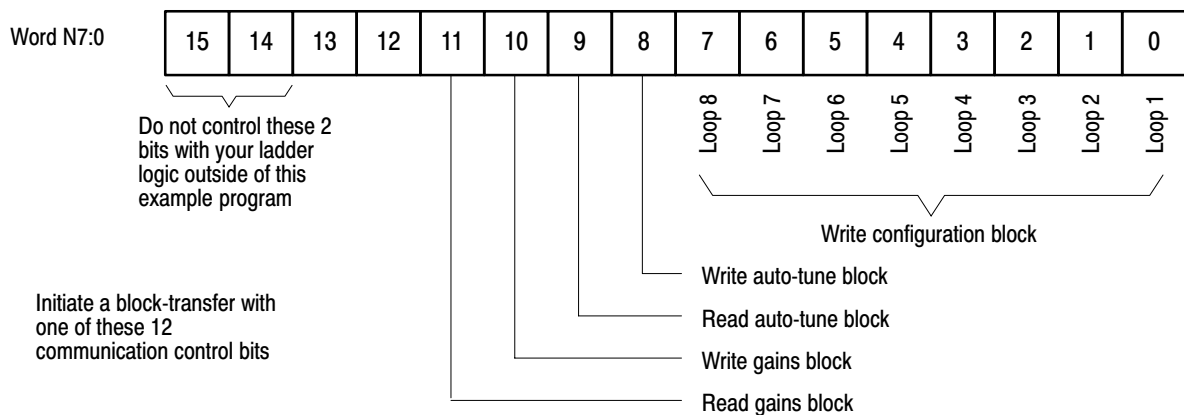 Word N7:0
15 14 13 12 11 10 9 8 7 6 5 4 3 2 1 0
Loop 8
Loop 7
Loop 6
Loop 5
Loop 4
Loop 3
Loop 2
Loop 1
Do not control these 2
bits with your ladder
logic outside of this
example program
Write configuration block
Write auto-tune block
Read auto-tune block
Write gains block
Read gains block
Initiate a block-transfer with
one of these 12
communication control bits